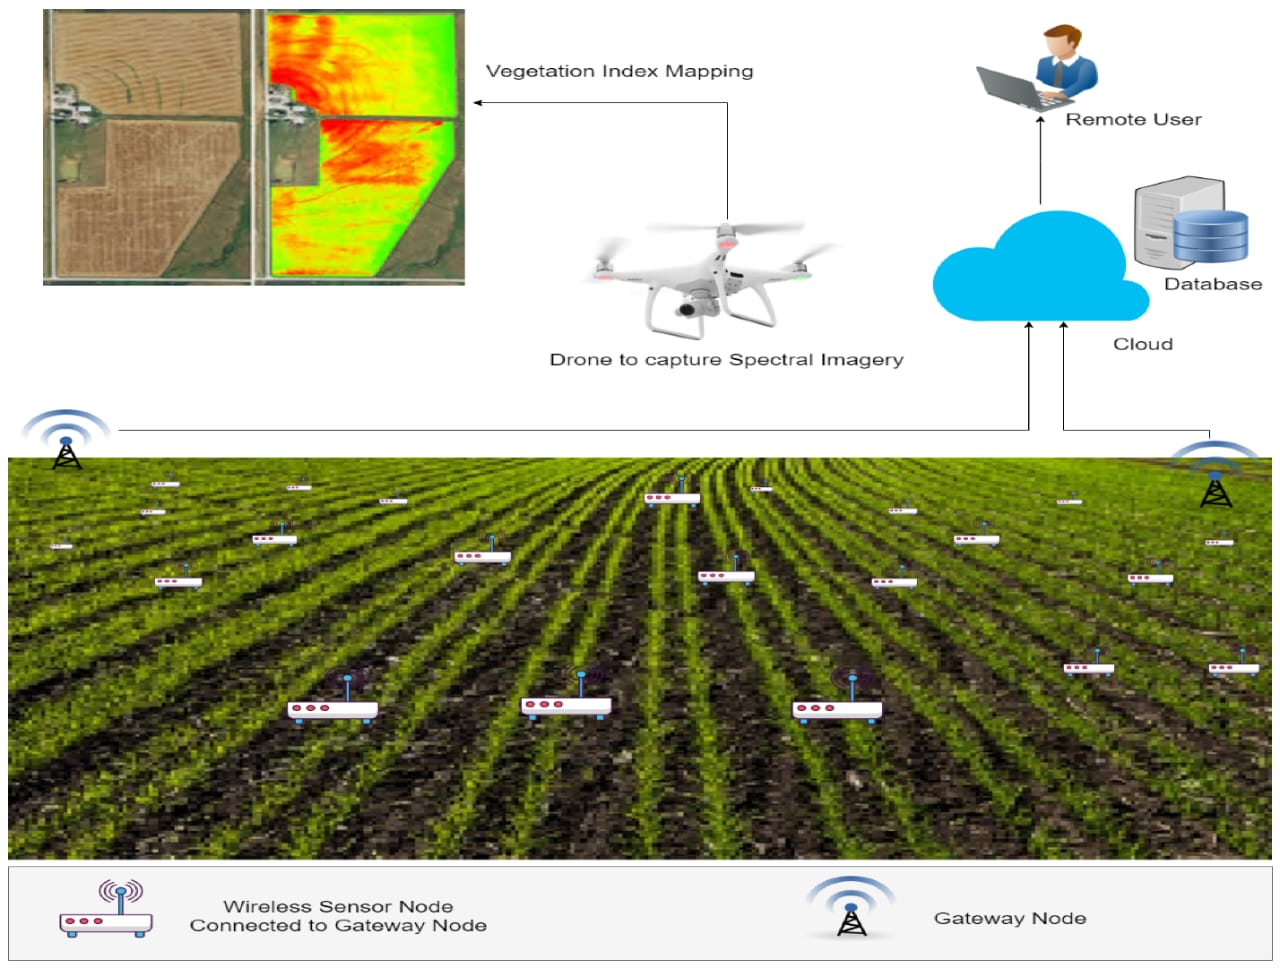 Vegetation Index Mapping
Remote User
Database
Cloud
Drone to capture Spectral Imagery
Wireless Sensor Node
Connected to Gateway Node
Gateway Node